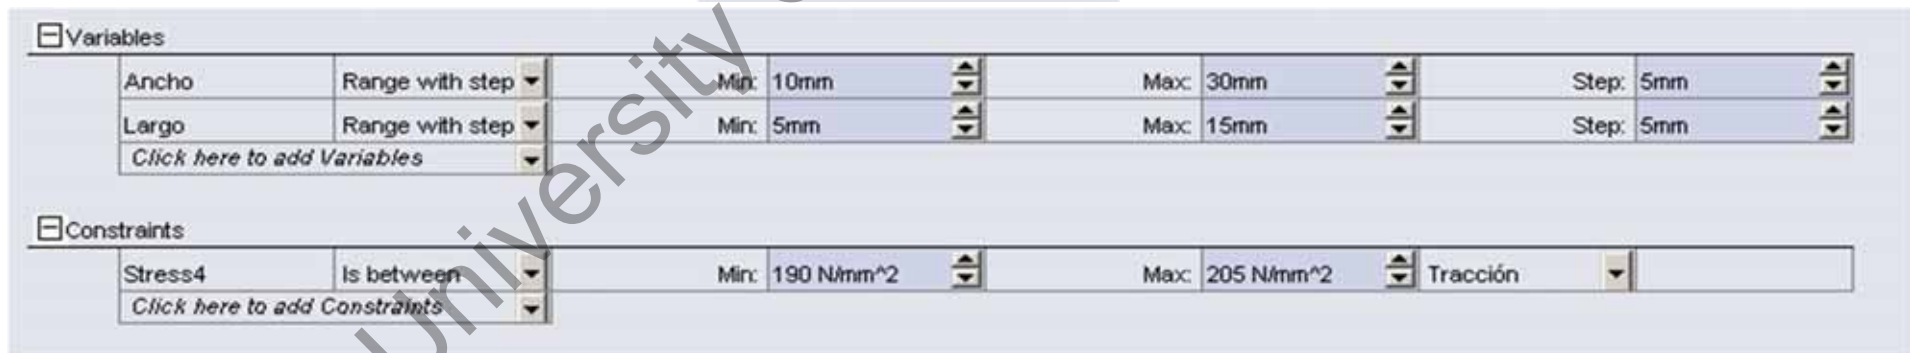 Variables
Ancho Range with step Min: 10mm Max: 30mm Step: 5mm
Largo Range with step Min: 5mm Max: 15mm Step: 5mm
Click here to add Variables
Constraints
Stress4 Is between Min: 190 N/mm^2 Max: 205 N/mm^2 Tracción
Click here to add Constraints
University